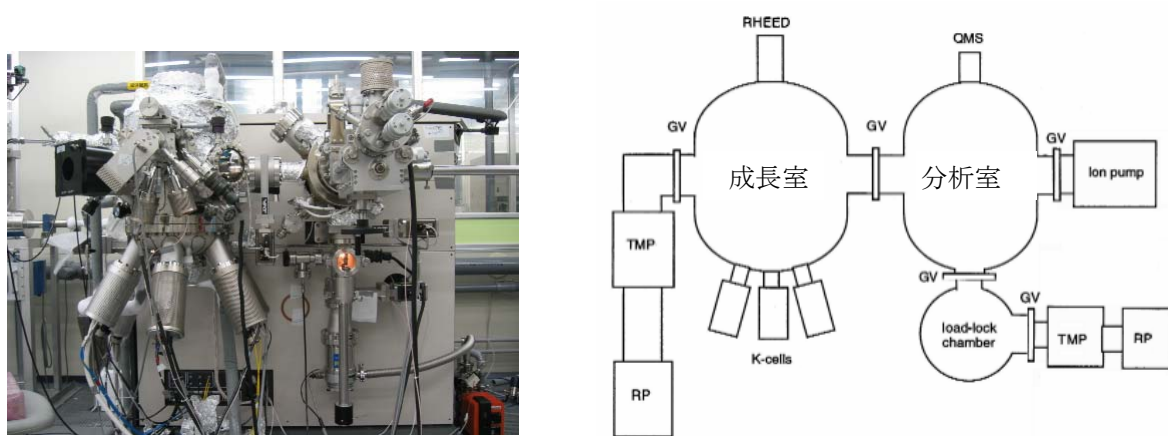 RHEED
QMS
GV
GV
GV
成長室
分析室
Ion pump
TMP
GV
GV
load-lock
chamber
TMP
RP
K-cells
RP